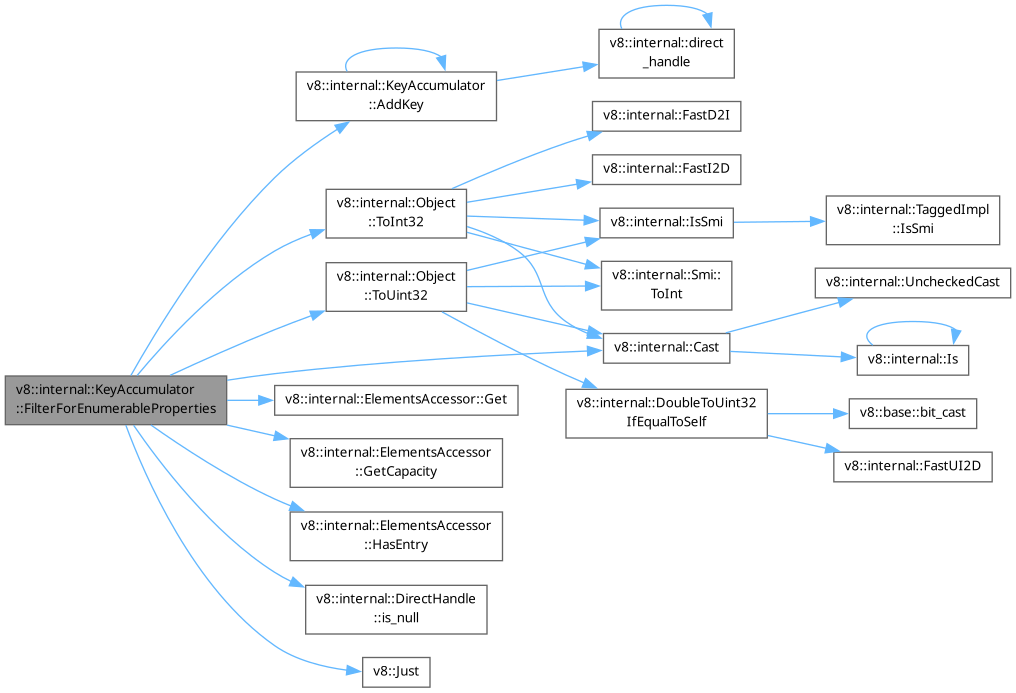 v8::internal::direct
_handle
v8::internal::KeyAccumulator
::AddKey
v8::internal::FastD2I
v8::internal::FastI2D
v8::internal::Object
::ToInt32
v8::internal::IsSmi
v8::internal::TaggedImpl
::IsSmi
v8::internal::Object
::ToUint32
v8::internal::Smi::
ToInt
v8::internal::UncheckedCast
v8::internal::Cast
v8::internal::Is
v8::internal::KeyAccumulator
::FilterForEnumerableProperties
v8::internal::ElementsAccessor::Get
v8::internal::DoubleToUint32
IfEqualToSelf
v8::base::bit_cast
v8::internal::ElementsAccessor
::GetCapacity
v8::internal::FastUI2D
v8::internal::ElementsAccessor
::HasEntry
v8::internal::DirectHandle
::is_null
v8::Just